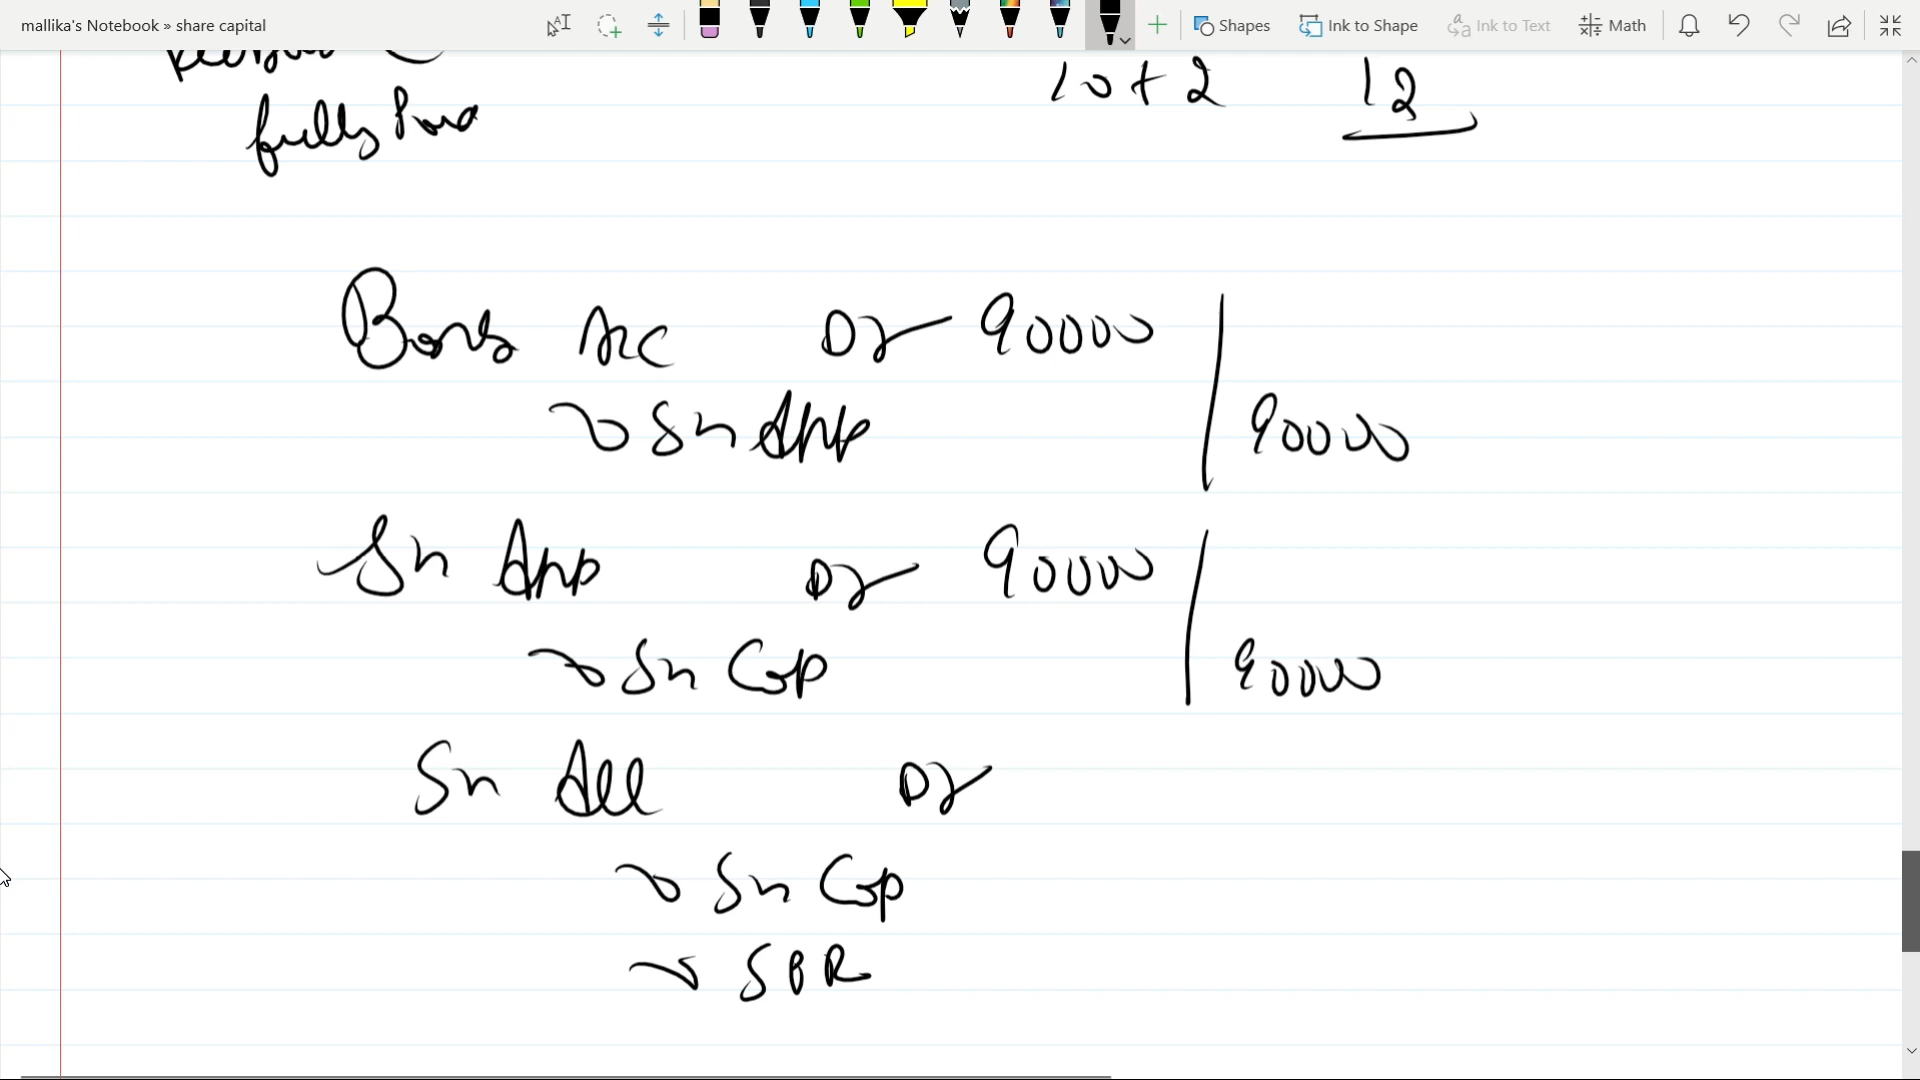 mallika's Notebook » share capital
Shapes Ink to Shape Ink to Text Math
fully Paid
10 + 2 12
Bank A/c Dr 90000
To Sh App 90000
Sh App Dr 90000
To Sh Cap 90000
Sh All Dr
To Sh Cap
To SPR